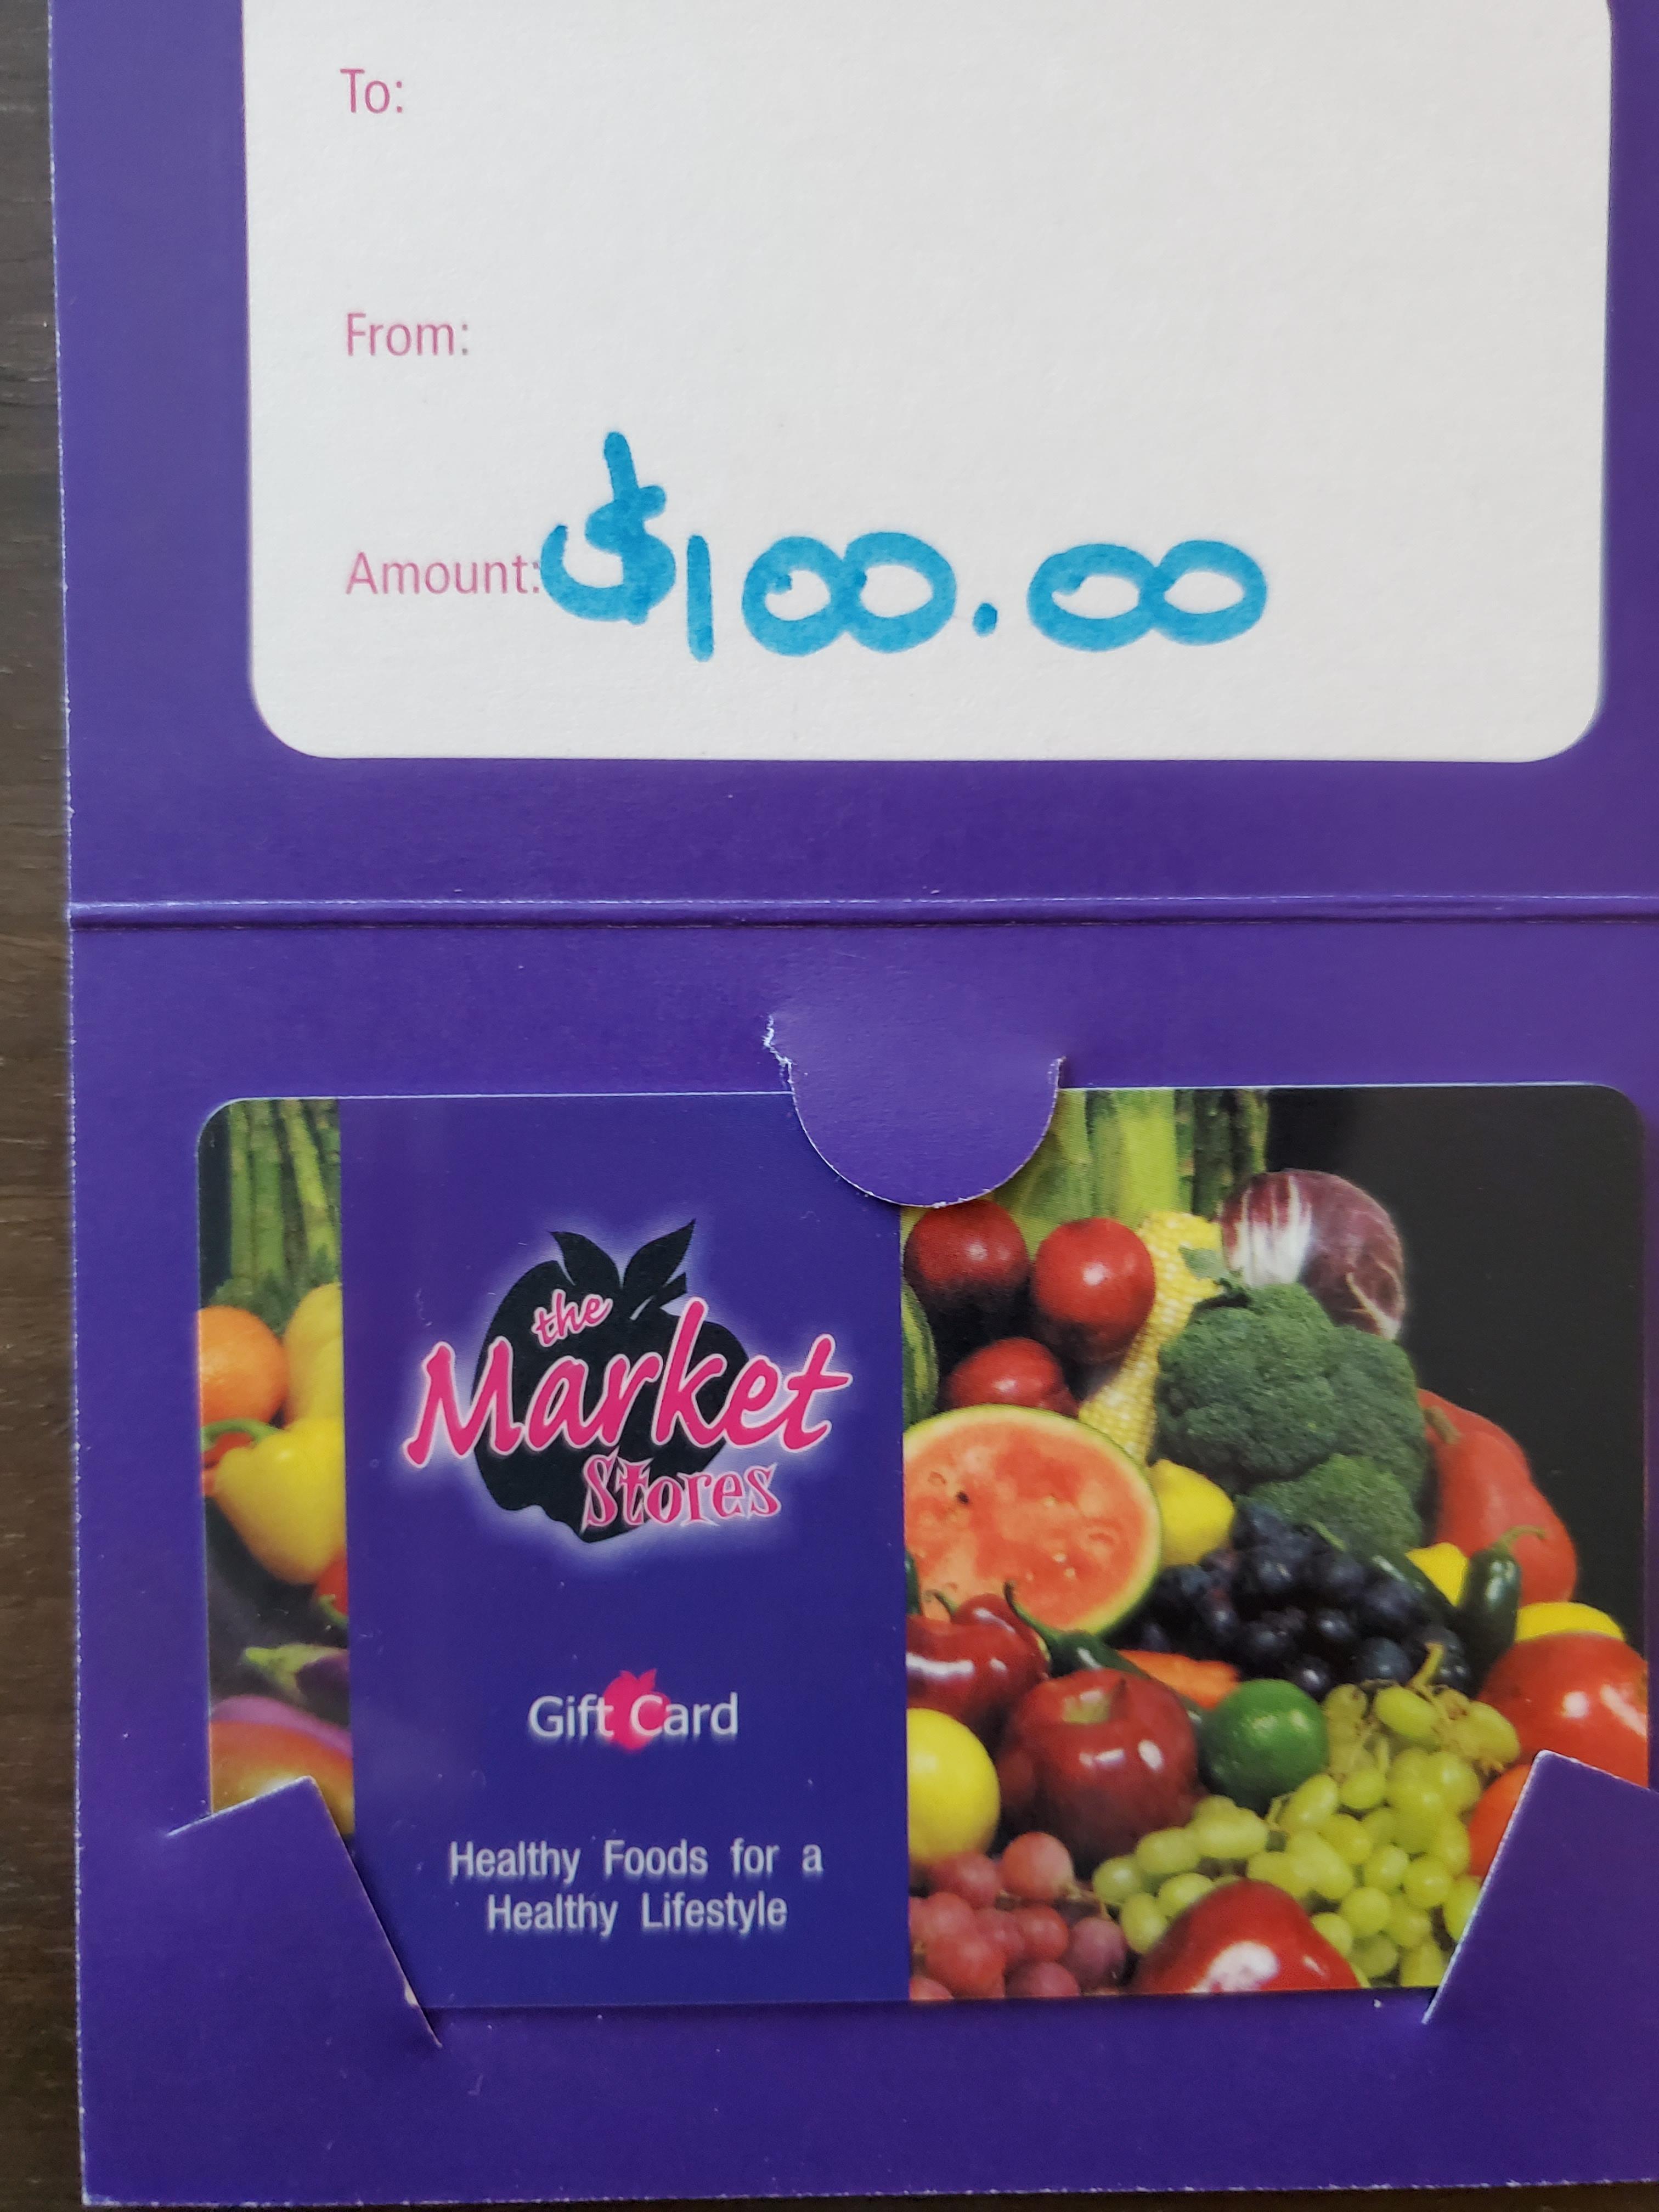 To:
From:
Amount: $100.00
the
Market
Stores
Gift Card
Healthy Foods for a
Healthy Lifestyle